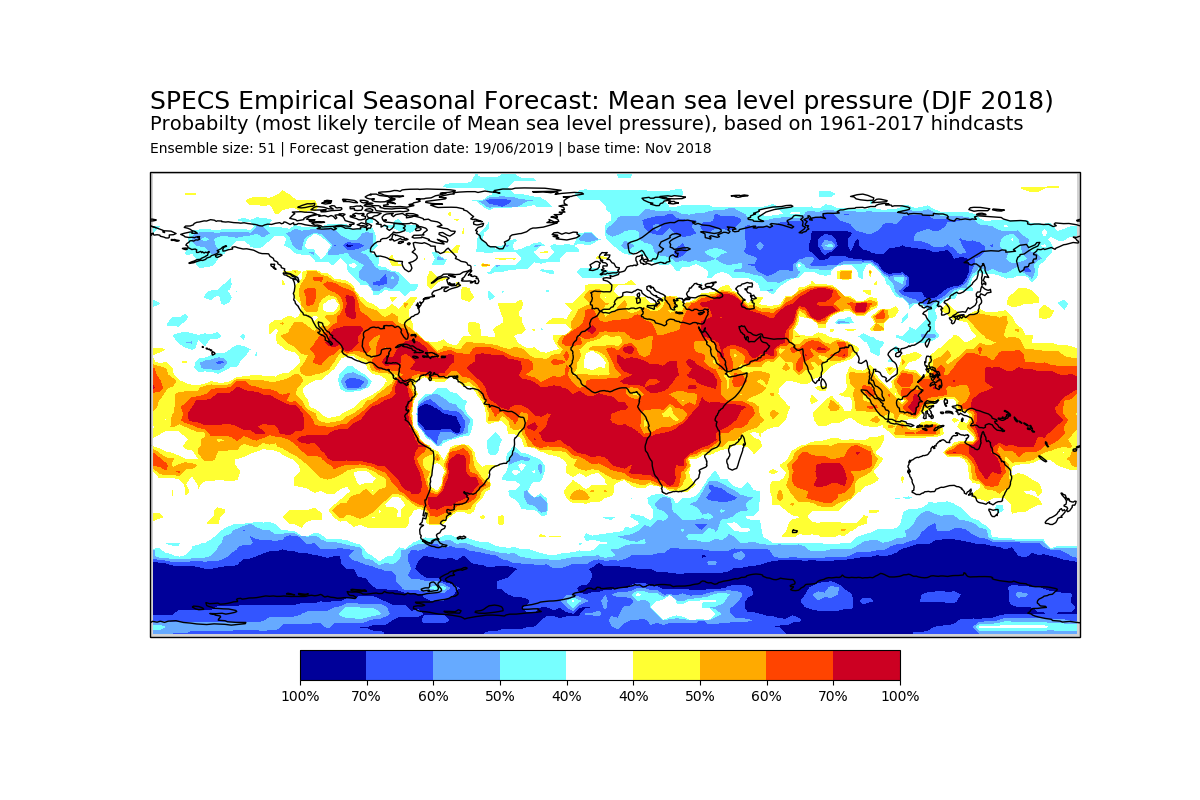 SPECS Empirical Seasonal Forecast: Mean sea level pressure (DJF 2018)
Probabilty (most likely tercile of Mean sea level pressure), based on 1961-2017 hindcasts
Ensemble size: 51 | Forecast generation date: 19/06/2019 | base time: Nov 2018
100% 70% 60% 50% 40% 40% 50% 60% 70% 100%